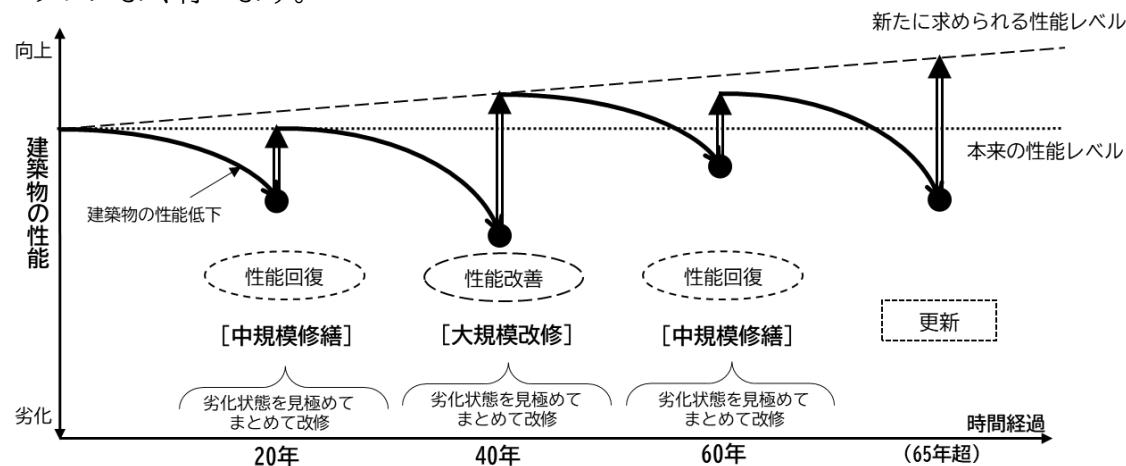 新たに求められる性能レベル
向上
建築物の性能
本来の性能レベル
建築物の性能低下
性能回復
性能改善
性能回復
［中規模修繕］
［大規模改修］
［中規模修繕］
更新
劣化状態を見極めて
まとめて改修
劣化状態を見極めて
まとめて改修
劣化状態を見極めて
まとめて改修
劣化
時間経過
20年
40年
60年
（65年超）